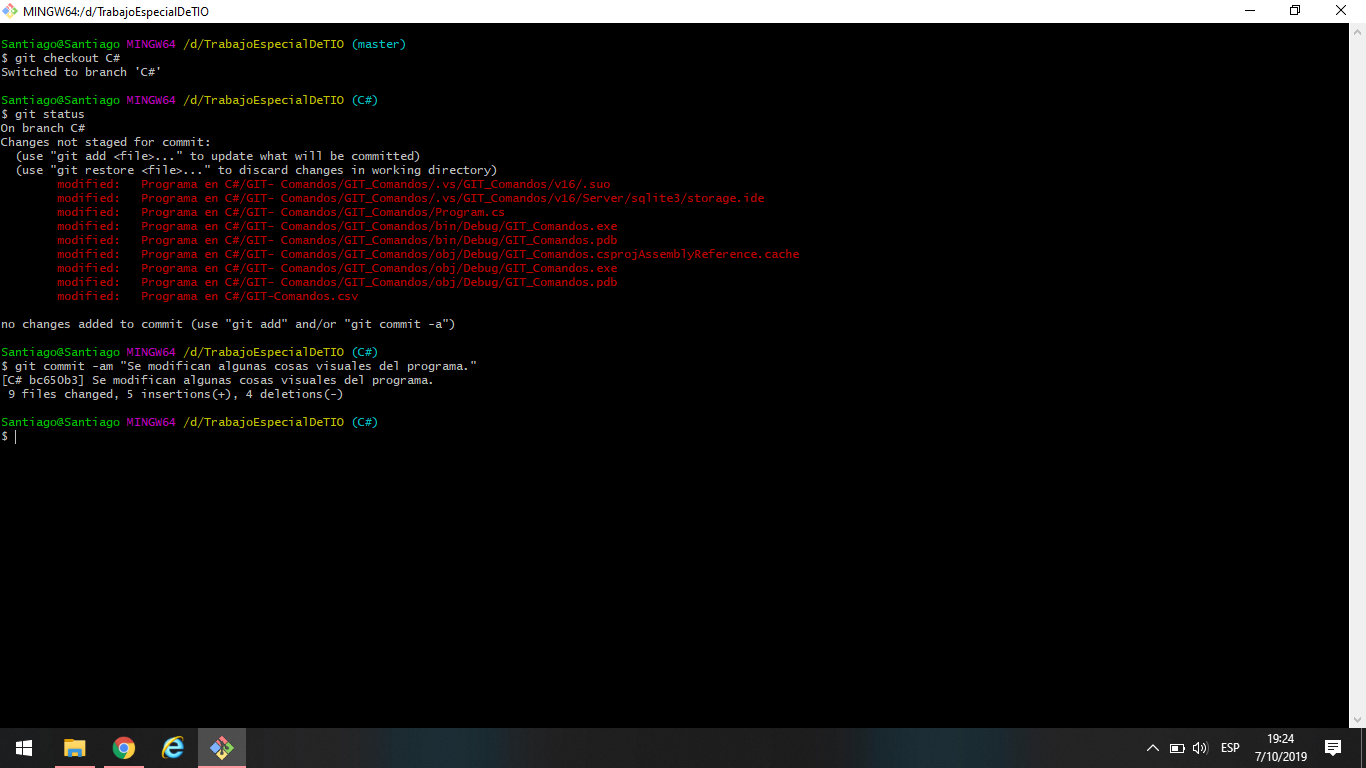 MINGW64:/d/TrabajoEspecialDeTIO
Santiago@Santiago MINGW64 /d/TrabajoEspecialDeTIO (master)
$ git checkout C#
Switched to branch 'C#'
Santiago@Santiago MINGW64 /d/TrabajoEspecialDeTIO (C#)
$ git status
On branch C#
Changes not staged for commit:
  (use "git add <file>..." to update what will be committed)
  (use "git restore <file>..." to discard changes in working directory)
        modified:   Programa en C#/GIT- Comandos/GIT_Comandos/.vs/GIT_Comandos/v16/.suo
        modified:   Programa en C#/GIT- Comandos/GIT_Comandos/.vs/GIT_Comandos/v16/Server/sqlite3/storage.ide
        modified:   Programa en C#/GIT- Comandos/GIT_Comandos/Program.cs
        modified:   Programa en C#/GIT- Comandos/GIT_Comandos/bin/Debug/GIT_Comandos.exe
        modified:   Programa en C#/GIT- Comandos/GIT_Comandos/bin/Debug/GIT_Comandos.pdb
        modified:   Programa en C#/GIT- Comandos/GIT_Comandos/obj/Debug/GIT_Comandos.csprojAssemblyReference.cache
        modified:   Programa en C#/GIT- Comandos/GIT_Comandos/obj/Debug/GIT_Comandos.exe
        modified:   Programa en C#/GIT- Comandos/GIT_Comandos/obj/Debug/GIT_Comandos.pdb
        modified:   Programa en C#/GIT-Comandos.csv
no changes added to commit (use "git add" and/or "git commit -a")
Santiago@Santiago MINGW64 /d/TrabajoEspecialDeTIO (C#)
$ git commit -am "Se modifican algunas cosas visuales del programa."
[C# bc650b3] Se modifican algunas cosas visuales del programa.
 9 files changed, 5 insertions(+), 4 deletions(-)
Santiago@Santiago MINGW64 /d/TrabajoEspecialDeTIO (C#)
$
ESP
19:24
7/10/2019